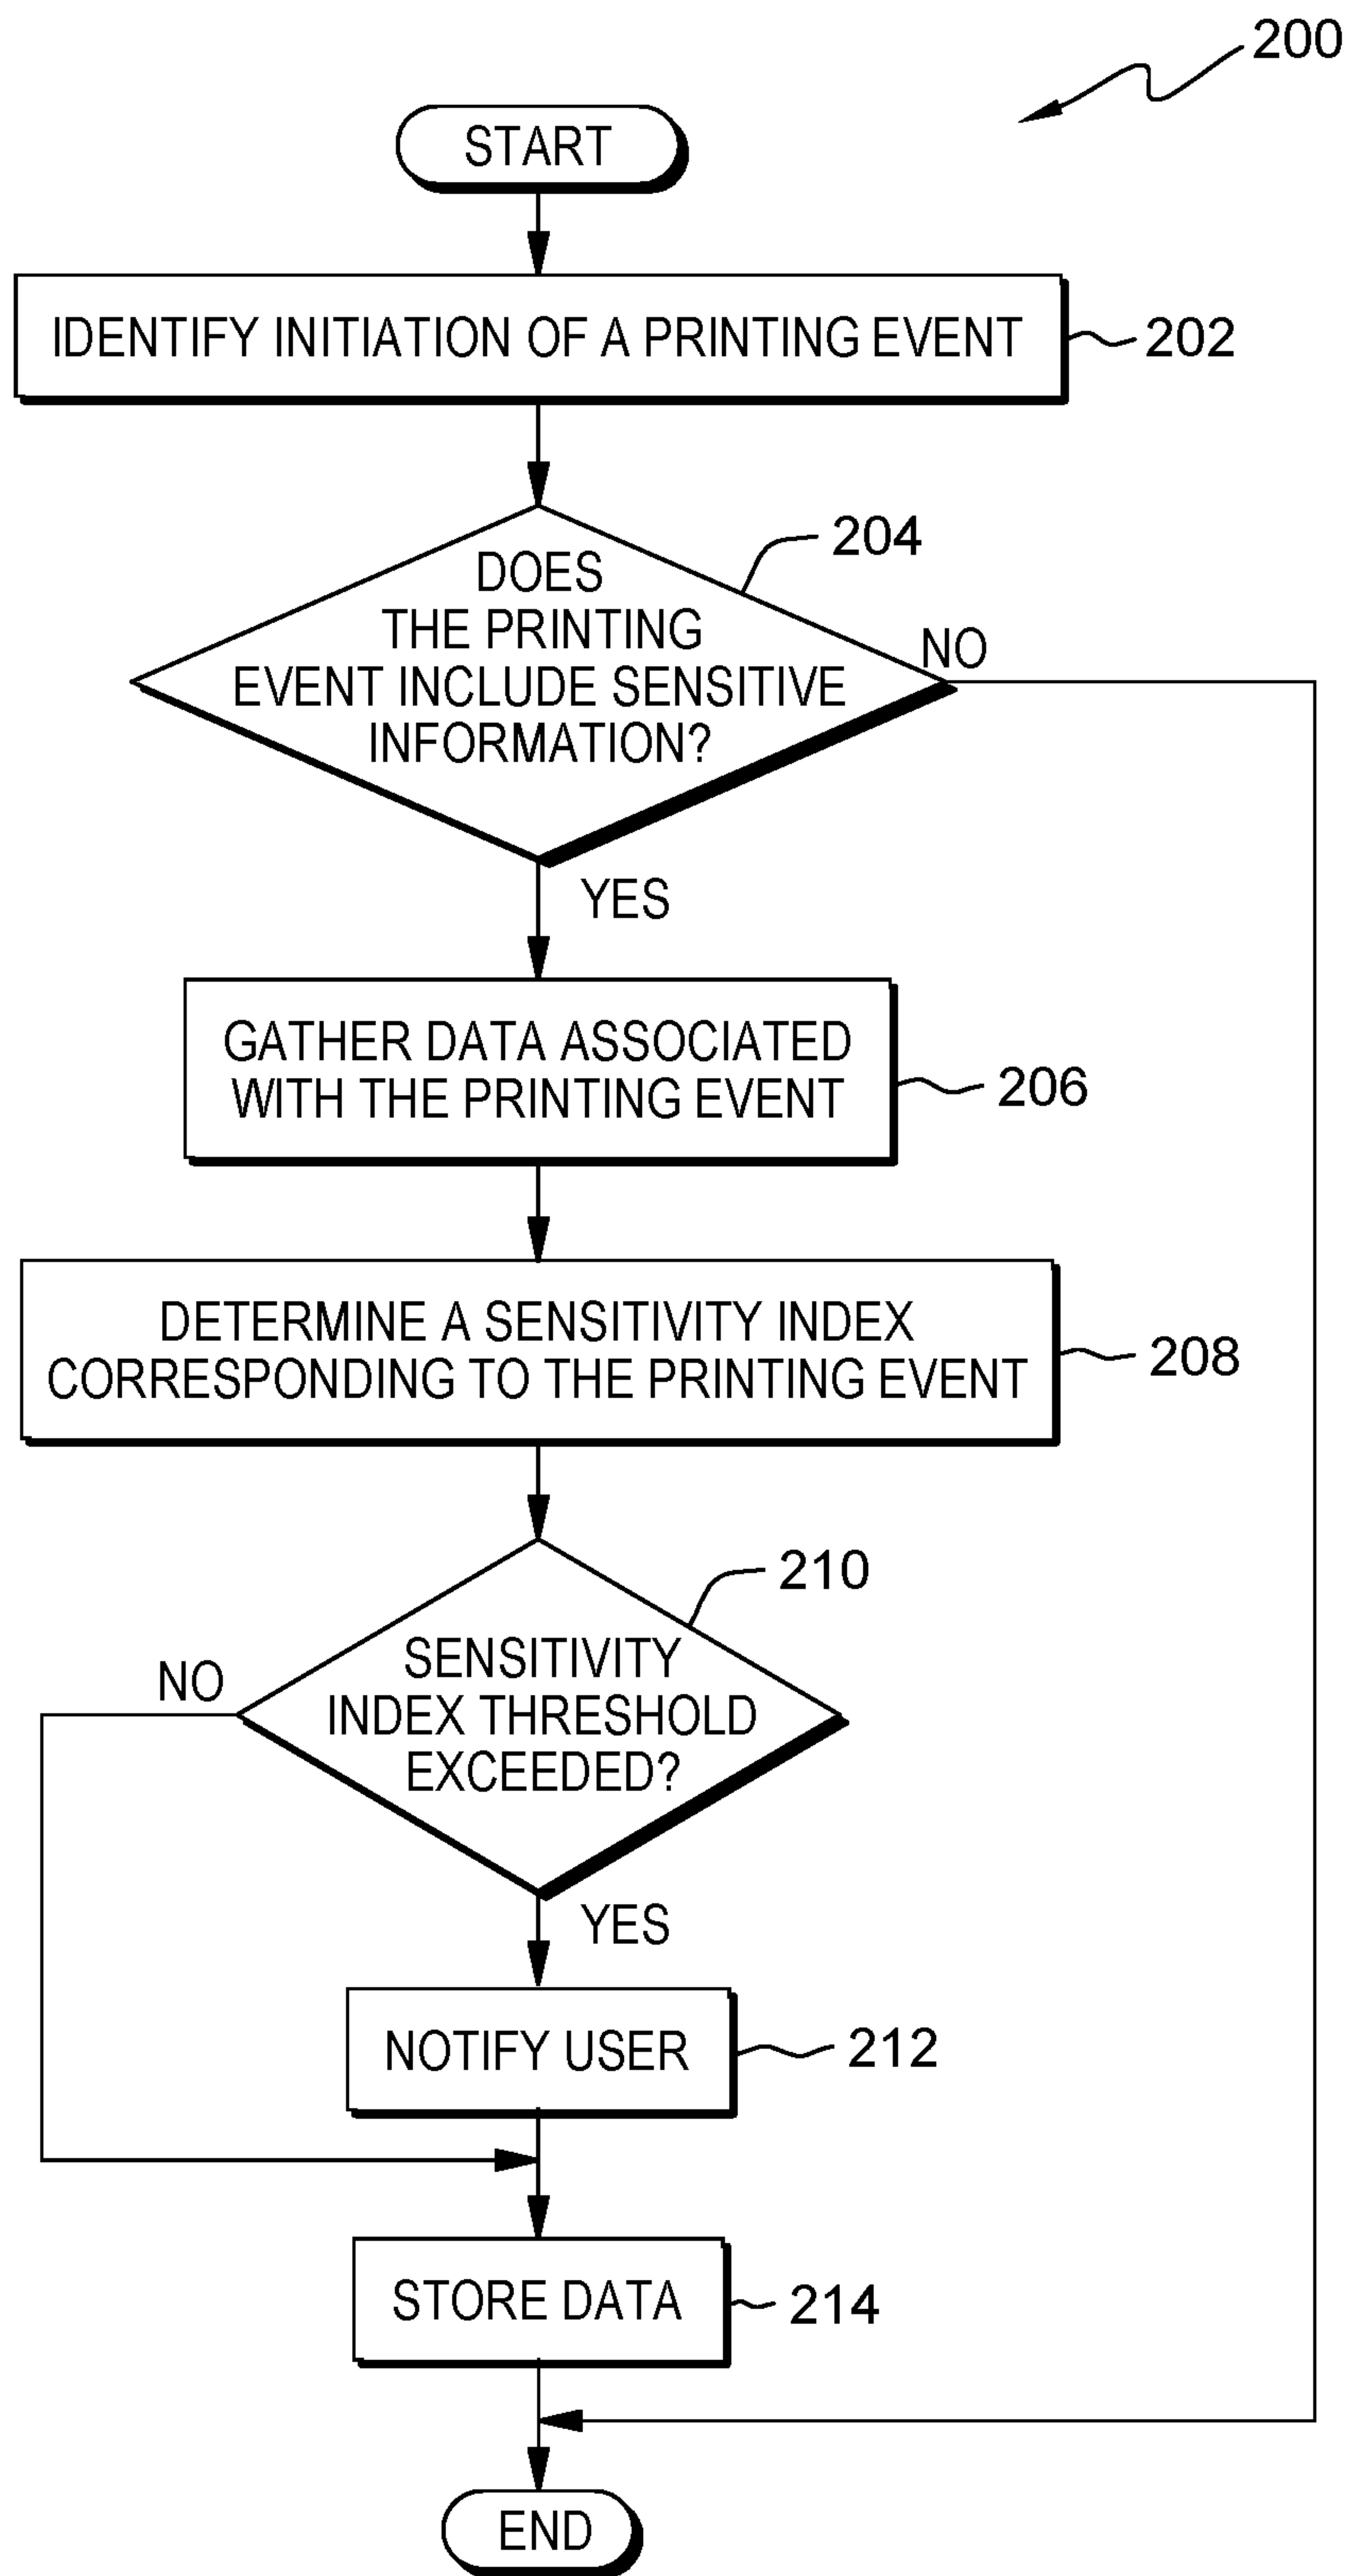 200
START
IDENTIFY INITIATION OF A PRINTING EVENT
202
204
DOES
THE PRINTING
EVENT INCLUDE SENSITIVE
INFORMATION?
NO
YES
GATHER DATA ASSOCIATED
WITH THE PRINTING EVENT
206
DETERMINE A SENSITIVITY INDEX
CORRESPONDING TO THE PRINTING EVENT
208
210
SENSITIVITY
INDEX THRESHOLD
EXCEEDED?
NO
YES
NOTIFY USER
212
STORE DATA
214
END